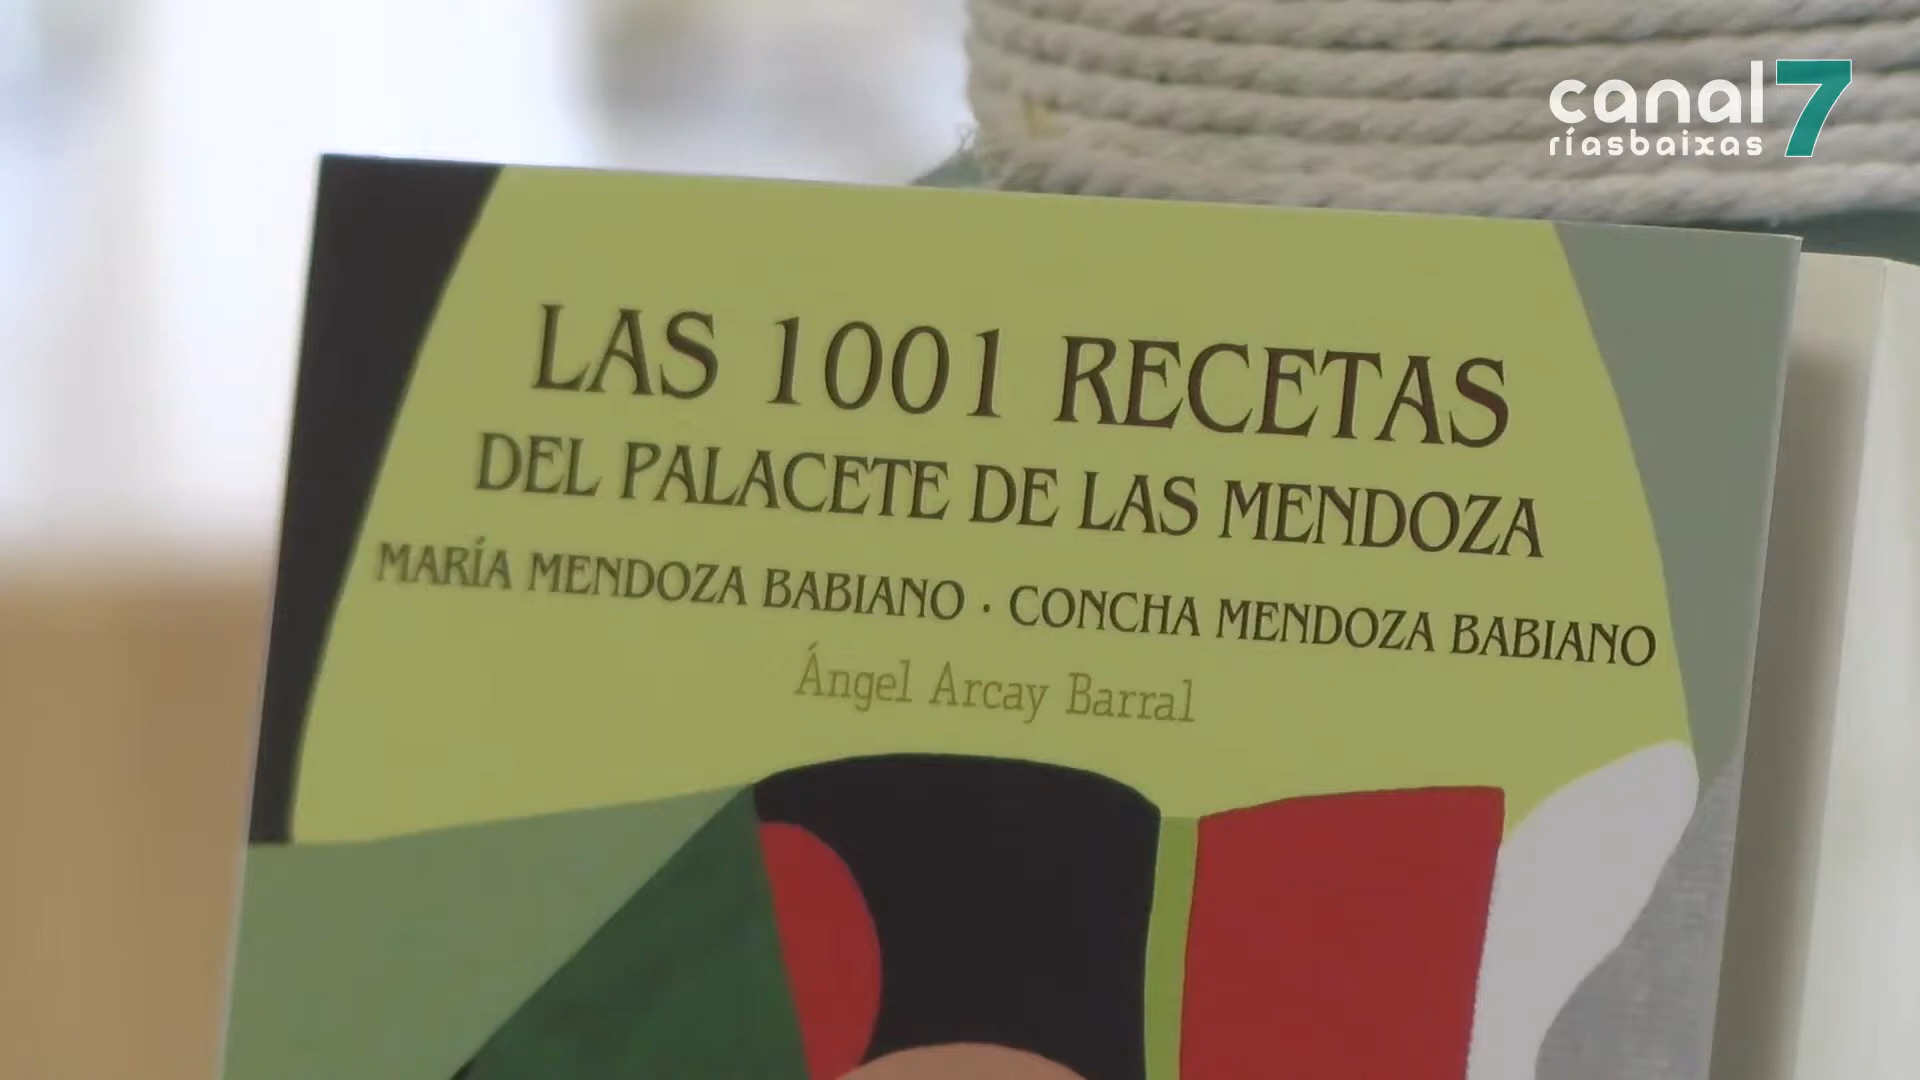 canal7
ríasbaixas
LAS 1001 RECETAS
DEL PALACETE DE LAS MENDOZA
MARÍA MENDOZA BABIANO · CONCHA MENDOZA BABIANO
Ángel Arcay Barral